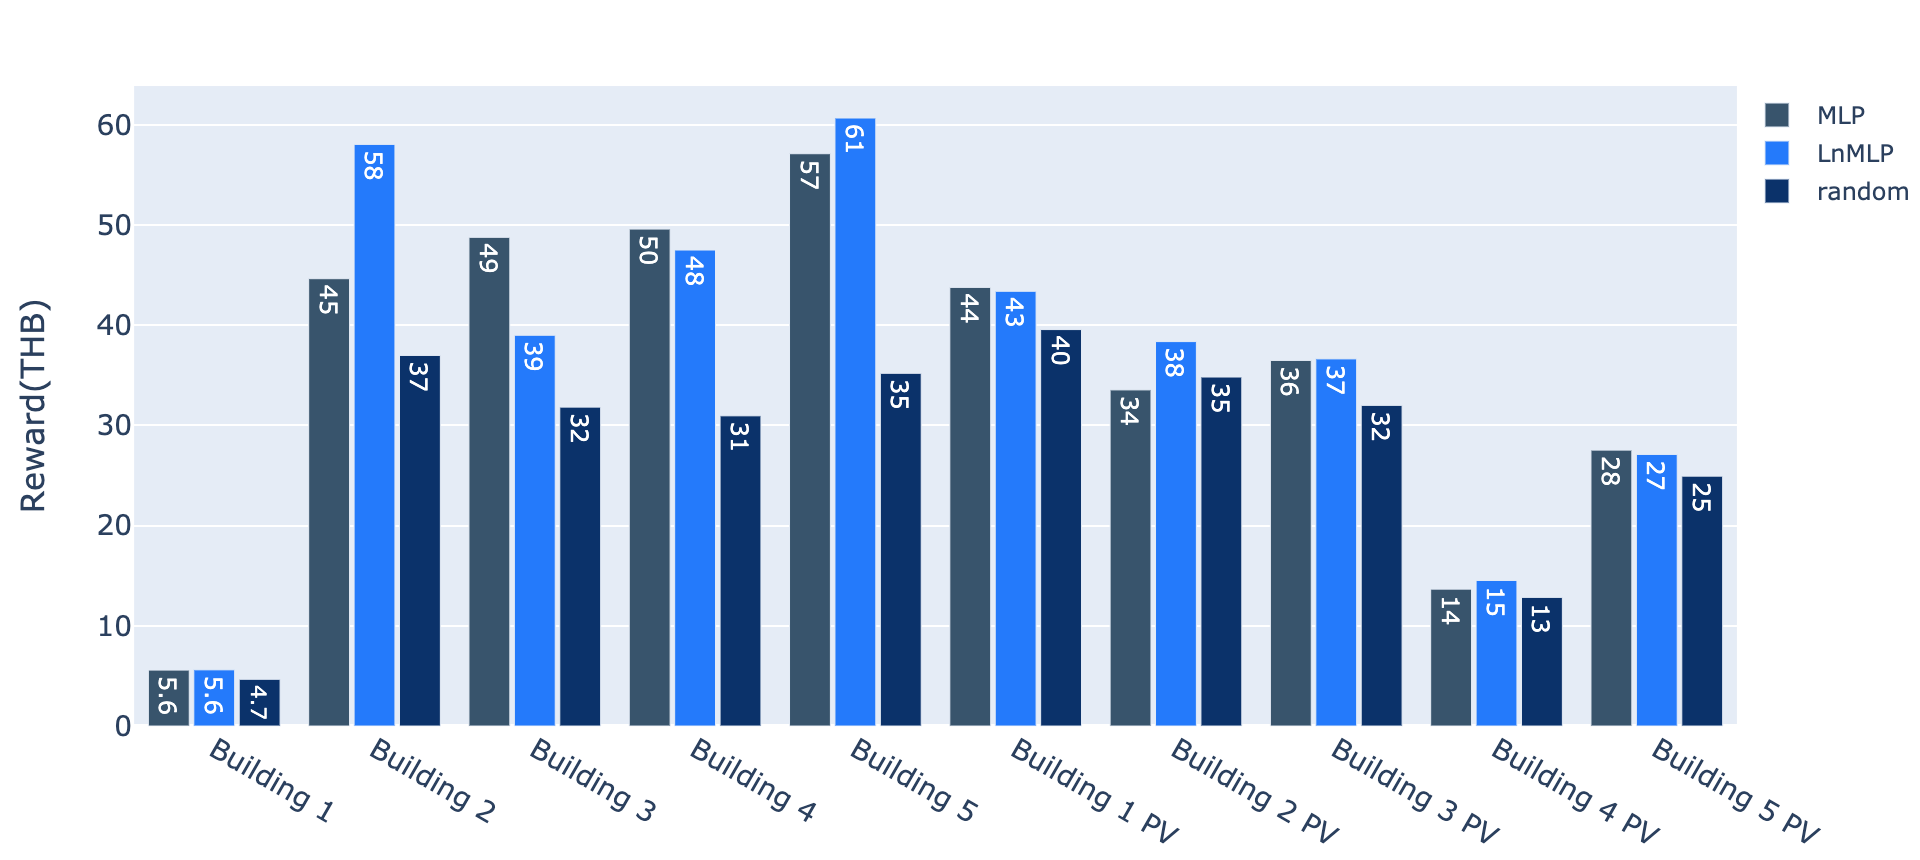 Reward(THB)
60
50
40
30
20
10
0
5.6
5.6
4.7
45
58
37
49
39
32
50
48
31
57
61
35
44
43
40
34
38
35
36
37
32
14
15
13
28
27
25
Building 1
Building 2
Building 3
Building 4
Building 5
Building 1 PV
Building 2 PV
Building 3 PV
Building 4 PV
Building 5 PV
MLP
LnMLP
random